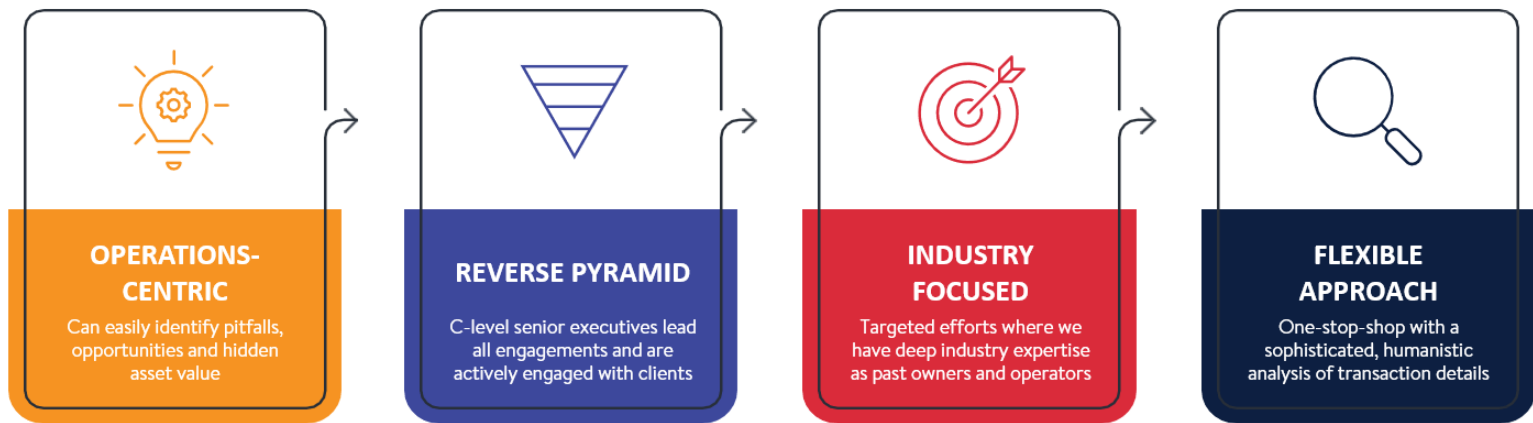 OPERATIONS-
CENTRIC
Can easily identify pitfalls,
opportunities and hidden
asset value
REVERSE PYRAMID
C-level senior executives lead
all engagements and are
actively engaged with clients
INDUSTRY
FOCUSED
Targeted efforts where we
have deep industry expertise
as past owners and operators
FLEXIBLE
APPROACH
One-stop-shop with a
sophisticated, humanistic
analysis of transaction details